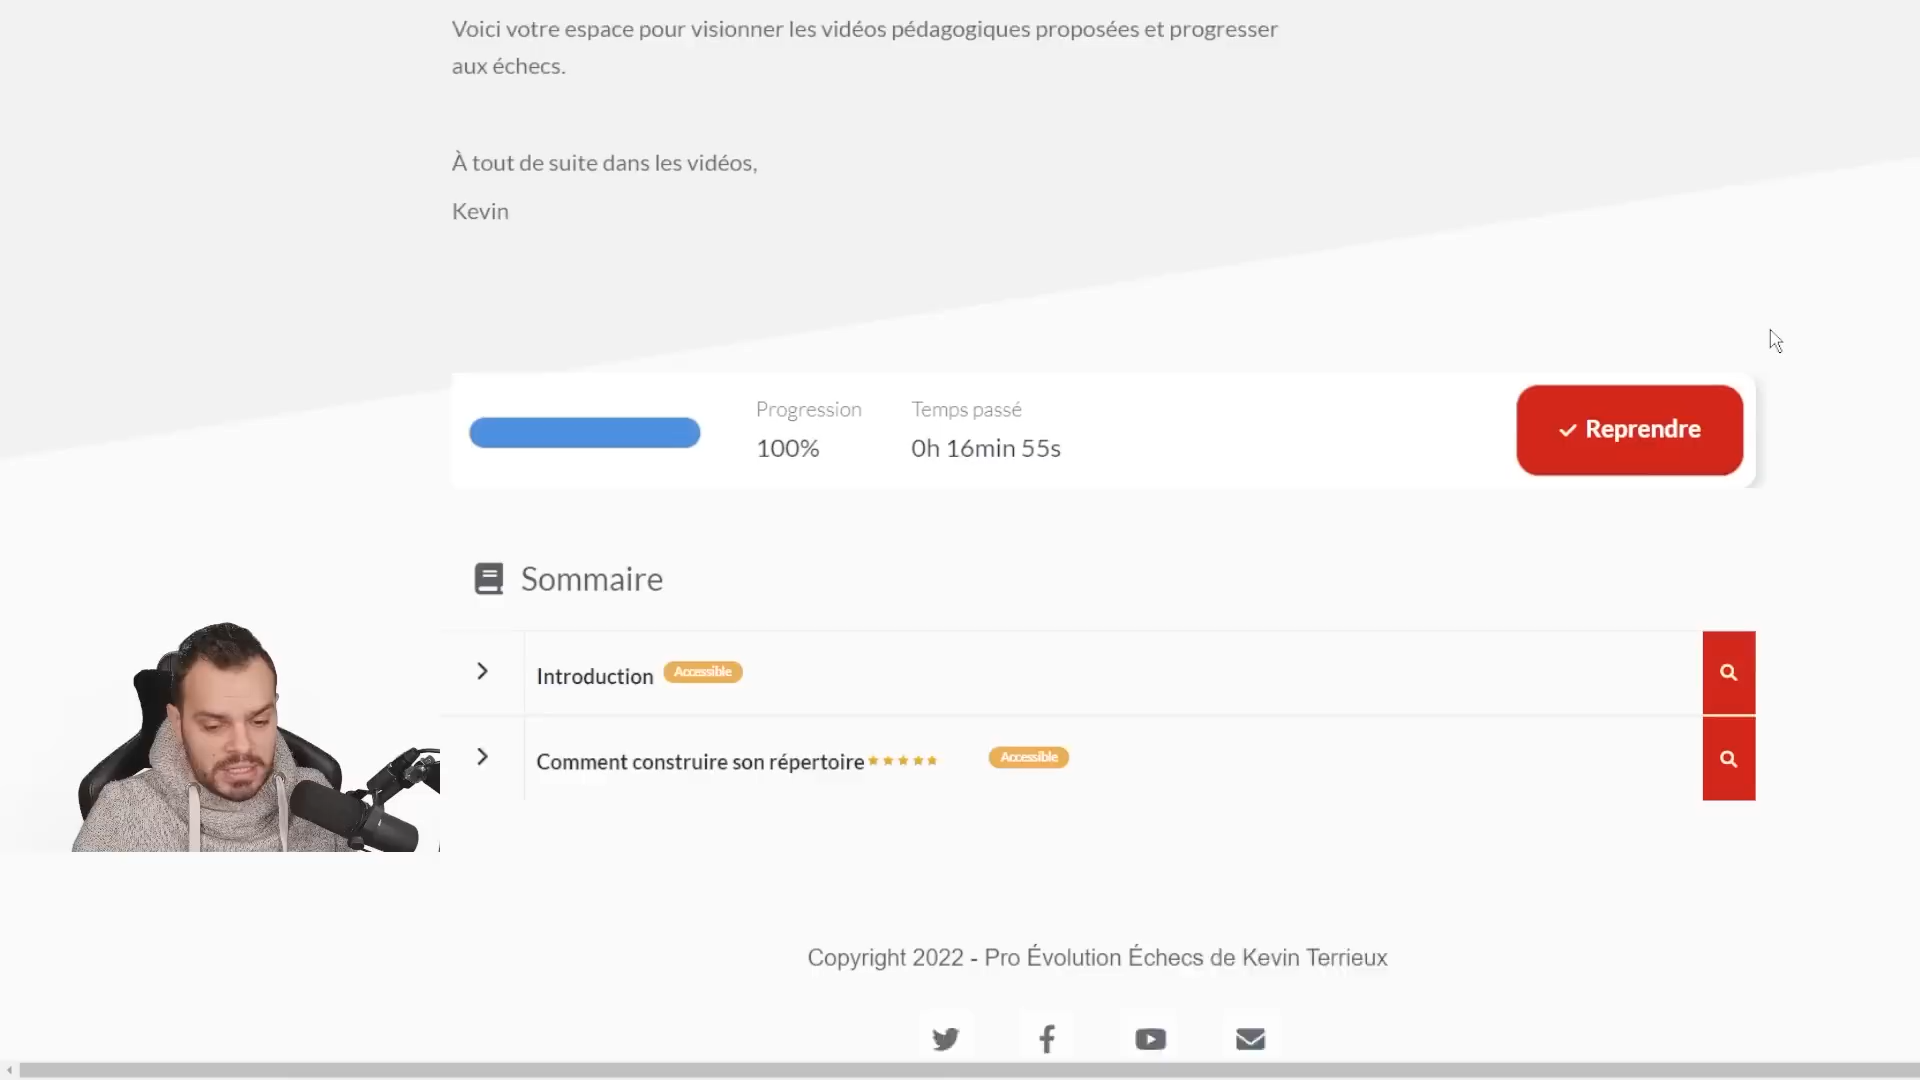 Voici votre espace pour visionner les vidéos pédagogiques proposées et progresser
aux échecs.
À tout de suite dans les vidéos,
Kevin
Progression
100%
Temps passé
0h 16min 55s
Reprendre
Sommaire
Introduction Accessible
Comment construire son répertoire Accessible
Copyright 2022 - Pro Évolution Échecs de Kevin Terrieux